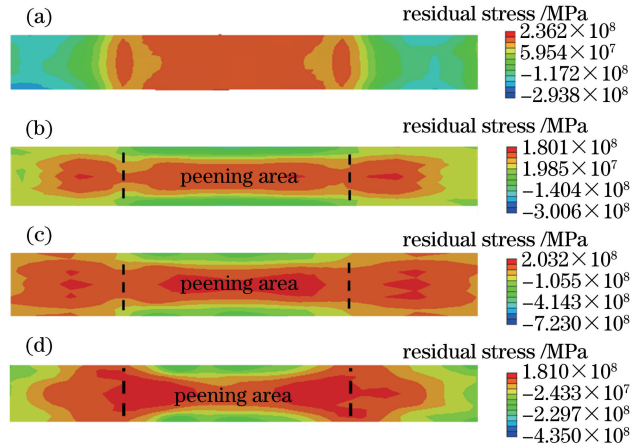 (a)
residual stress /MPa
2.362×10⁸
5.954×10⁷
−1.172×10⁸
−2.938×10⁸
(b)
residual stress /MPa
1.801×10⁸
1.985×10⁷
−1.404×10⁸
−3.006×10⁸
peening area
(c)
residual stress /MPa
2.032×10⁸
−1.055×10⁸
−4.143×10⁸
−7.230×10⁸
peening area
(d)
residual stress /MPa
1.810×10⁸
−2.433×10⁷
−2.297×10⁸
−4.350×10⁸
peening area